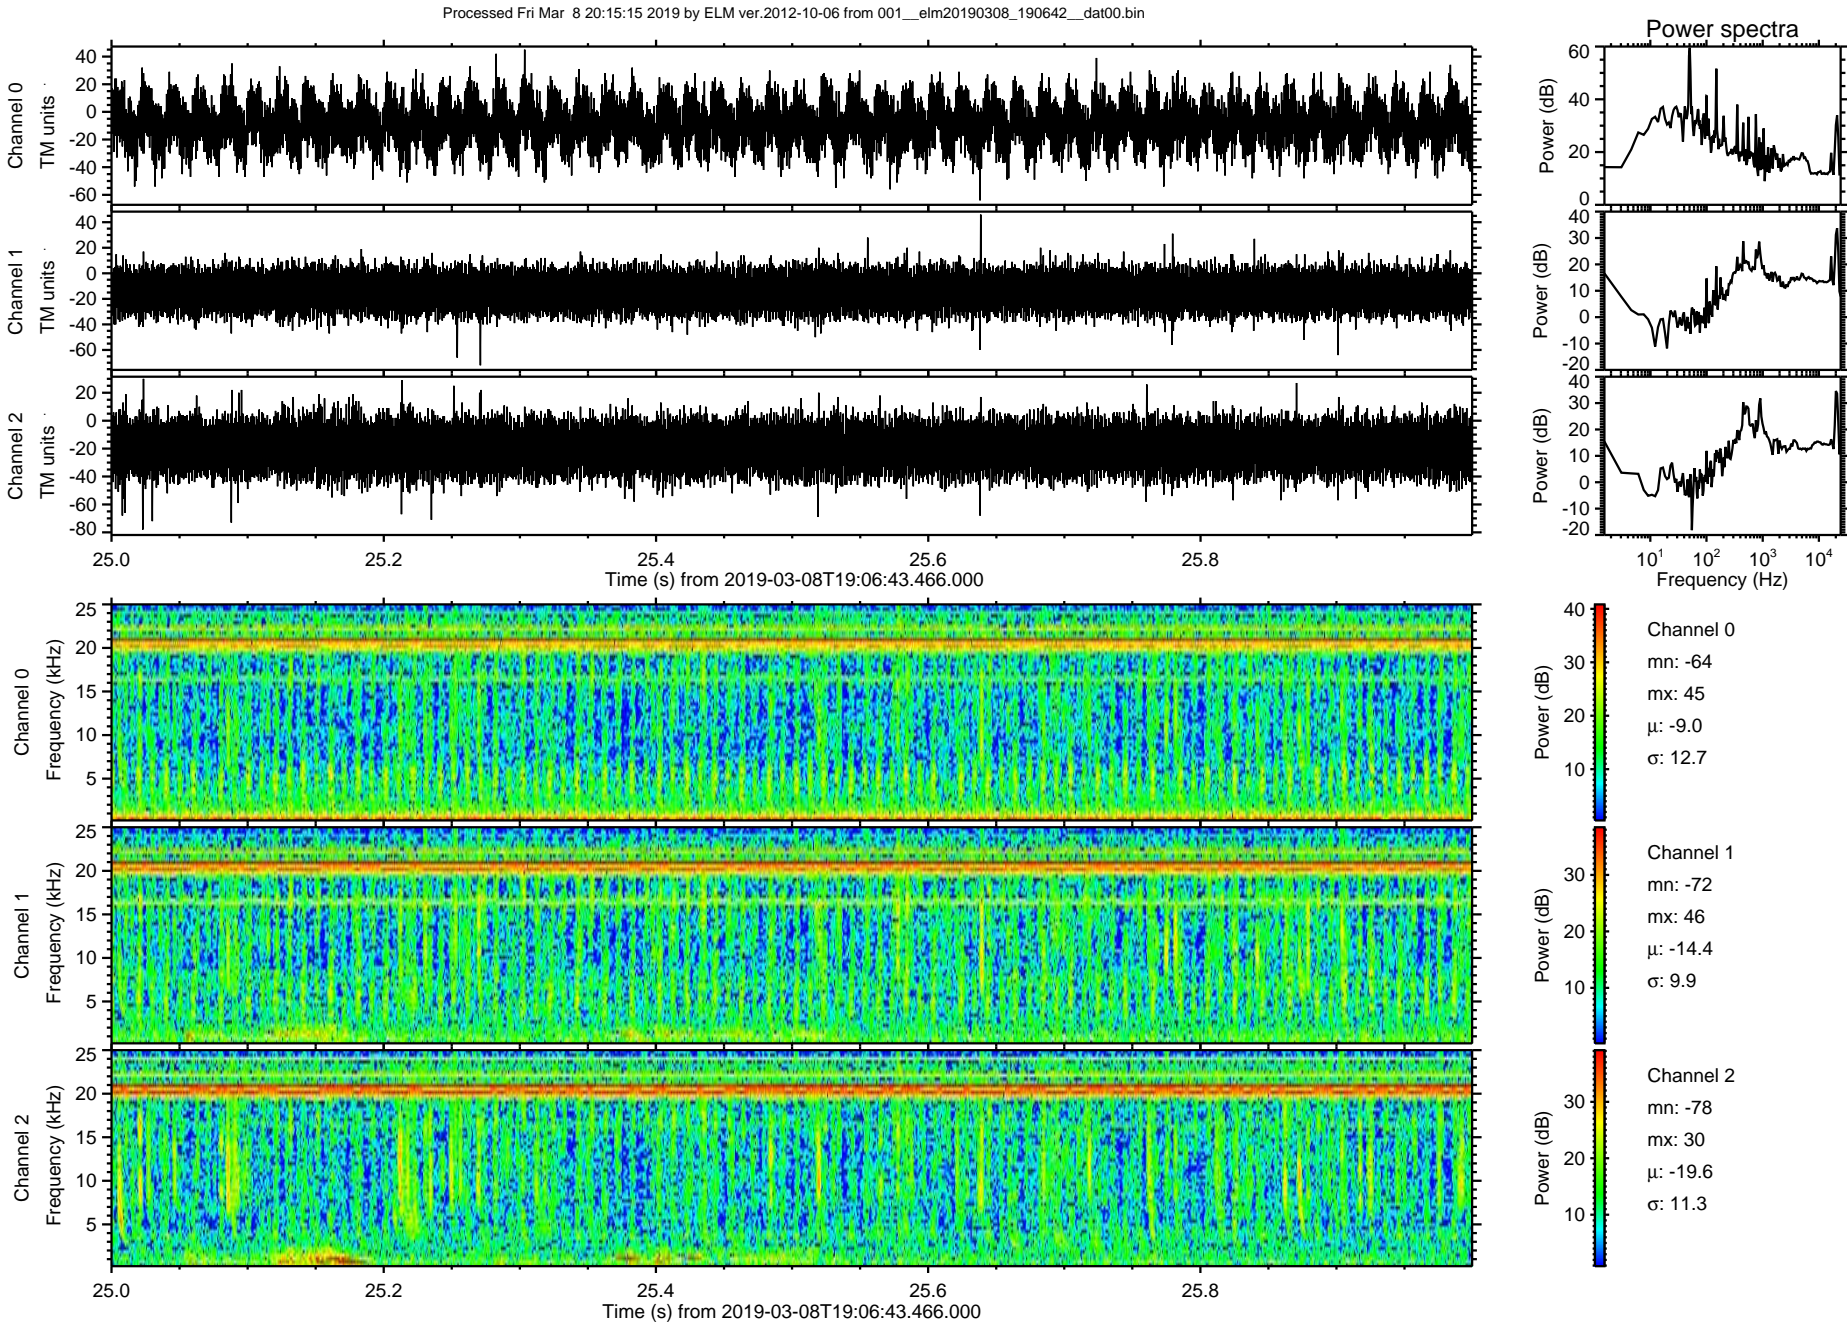 Processed Fri Mar  8 20:15:15 2019 by ELM ver.2012-10-06 from 001__elm20190308_190642__dat00.bin
Power spectra
Channel 0
TM units
40
20
0
-20
-40
-60
Power (dB)
60
40
20
0
Channel 1
TM units
40
20
0
-20
-40
-60
Power (dB)
40
30
20
10
0
-10
-20
Channel 2
TM units
20
0
-20
-40
-60
-80
Power (dB)
40
30
20
10
0
-10
-20
25.0 25.2 25.4 25.6 25.8
Time (s) from 2019-03-08T19:06:43.466.000
10¹ 10² 10³ 10⁴
Frequency (Hz)
Channel 0
Frequency (kHz)
25
20
15
10
5
Power (dB)
40
30
20
10
Channel 0
mn: -64
mx: 45
μ: -9.0
σ: 12.7
Channel 1
Frequency (kHz)
25
20
15
10
5
Power (dB)
30
20
10
Channel 1
mn: -72
mx: 46
μ: -14.4
σ: 9.9
Channel 2
Frequency (kHz)
25
20
15
10
5
Power (dB)
30
20
10
Channel 2
mn: -78
mx: 30
μ: -19.6
σ: 11.3
25.0 25.2 25.4 25.6 25.8
Time (s) from 2019-03-08T19:06:43.466.000